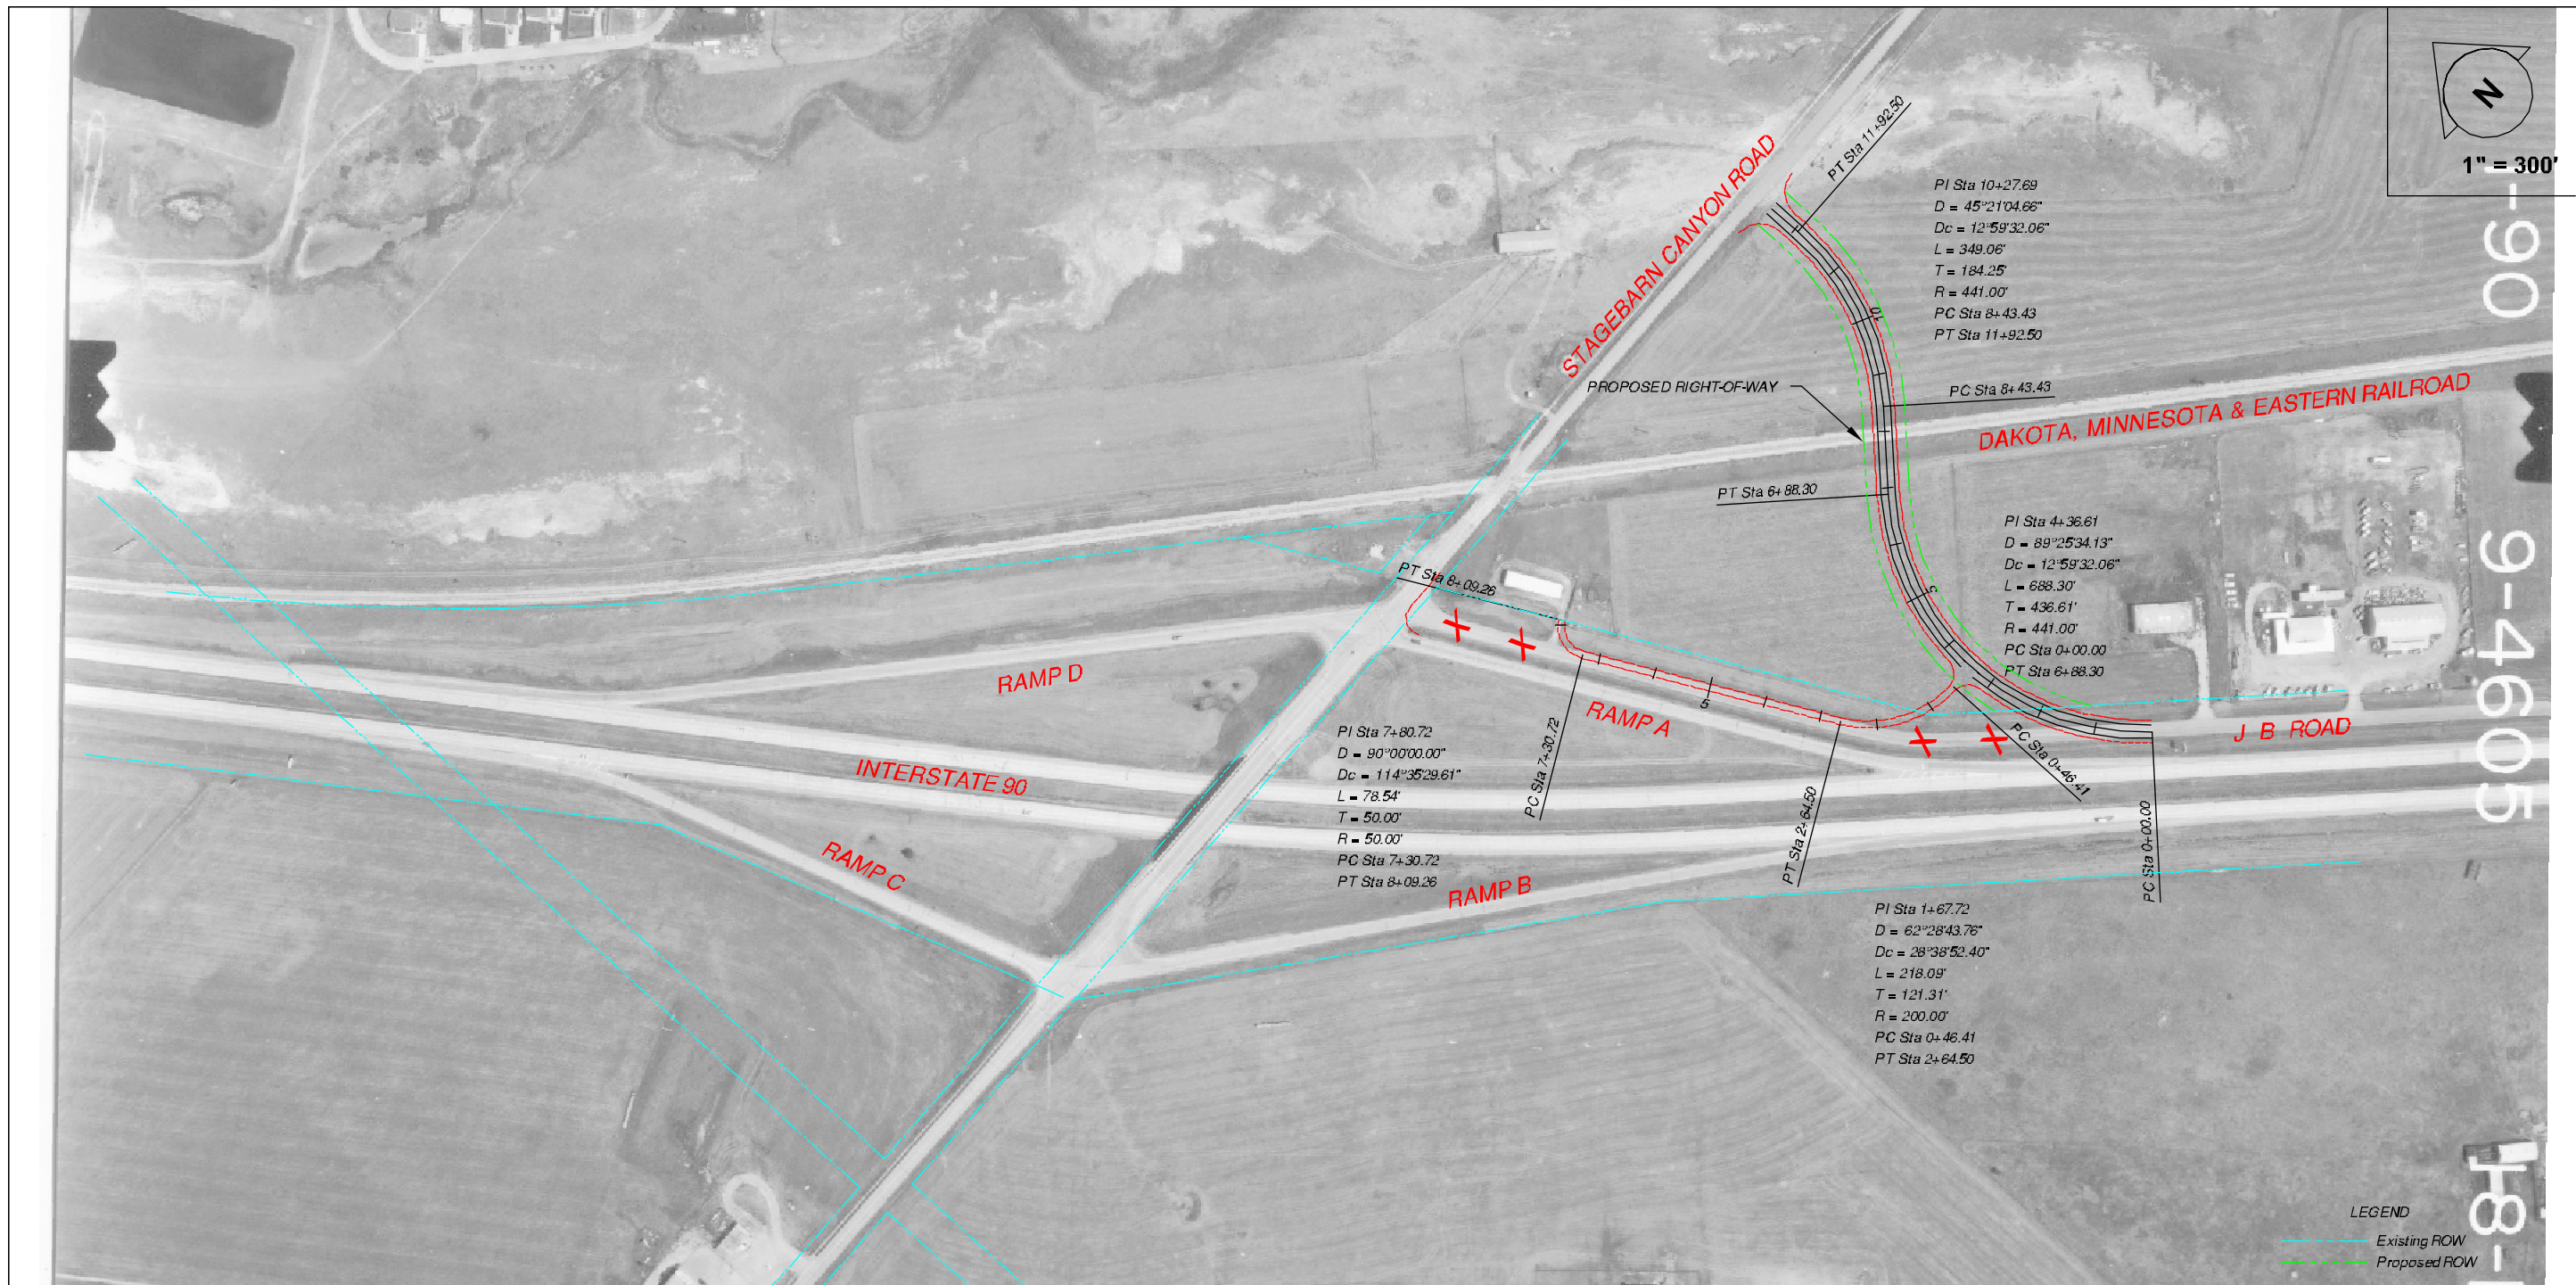 N
1" = 300'
-90
9-4605
18-
STAGEBARN CANYON ROAD
PT Sta 11+92.50
PI Sta 10+27.69
D = 45°21'04.66"
Dc = 12°59'32.06"
L = 349.06'
T = 184.25'
R = 441.00'
PC Sta 8+43.43
PT Sta 11+92.50
10
PROPOSED RIGHT-OF-WAY
PC Sta 8+43.43
DAKOTA, MINNESOTA & EASTERN RAILROAD
PT Sta 6+88.30
PI Sta 4+36.61
D = 89°25'34.13"
Dc = 12°59'32.06"
L = 688.30'
T = 436.61'
R = 441.00'
PC Sta 0+00.00
PT Sta 6+88.30
5
PT Sta 8+09.26
RAMP D
RAMP A
5
J B ROAD
PC Sta 7+30.72
PC Sta 0+46.41
PT Sta 2+64.50
PC Sta 0+00.00
INTERSTATE 90
PI Sta 7+80.72
D = 90°00'00.00"
Dc = 114°35'29.61"
L = 78.54'
T = 50.00'
R = 50.00'
PC Sta 7+30.72
PT Sta 8+09.26
RAMP C
RAMP B
PI Sta 1+67.72
D = 62°28'43.76"
Dc = 28°38'52.40"
L = 218.09'
T = 121.31'
R = 200.00'
PC Sta 0+46.41
PT Sta 2+64.50
LEGEND
Existing ROW
Proposed ROW